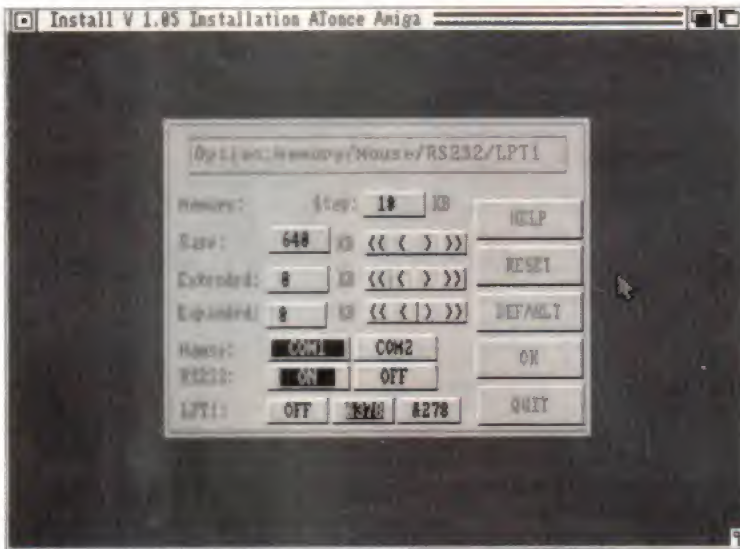 Install V 1.05 Installation ATonce Amiga
Option:Memory/Mouse/RS232/LPT1
Memory: Step: 10 KB
Base: 640 KB << < > >>
Extended: 0 KB << < > >>
Expanded: 0 KB << < > >>
Mouse: COM1 COM2
RS232: ON OFF
LPT1: OFF &378 &278
HELP
RESET
DEFAULT
OK
QUIT